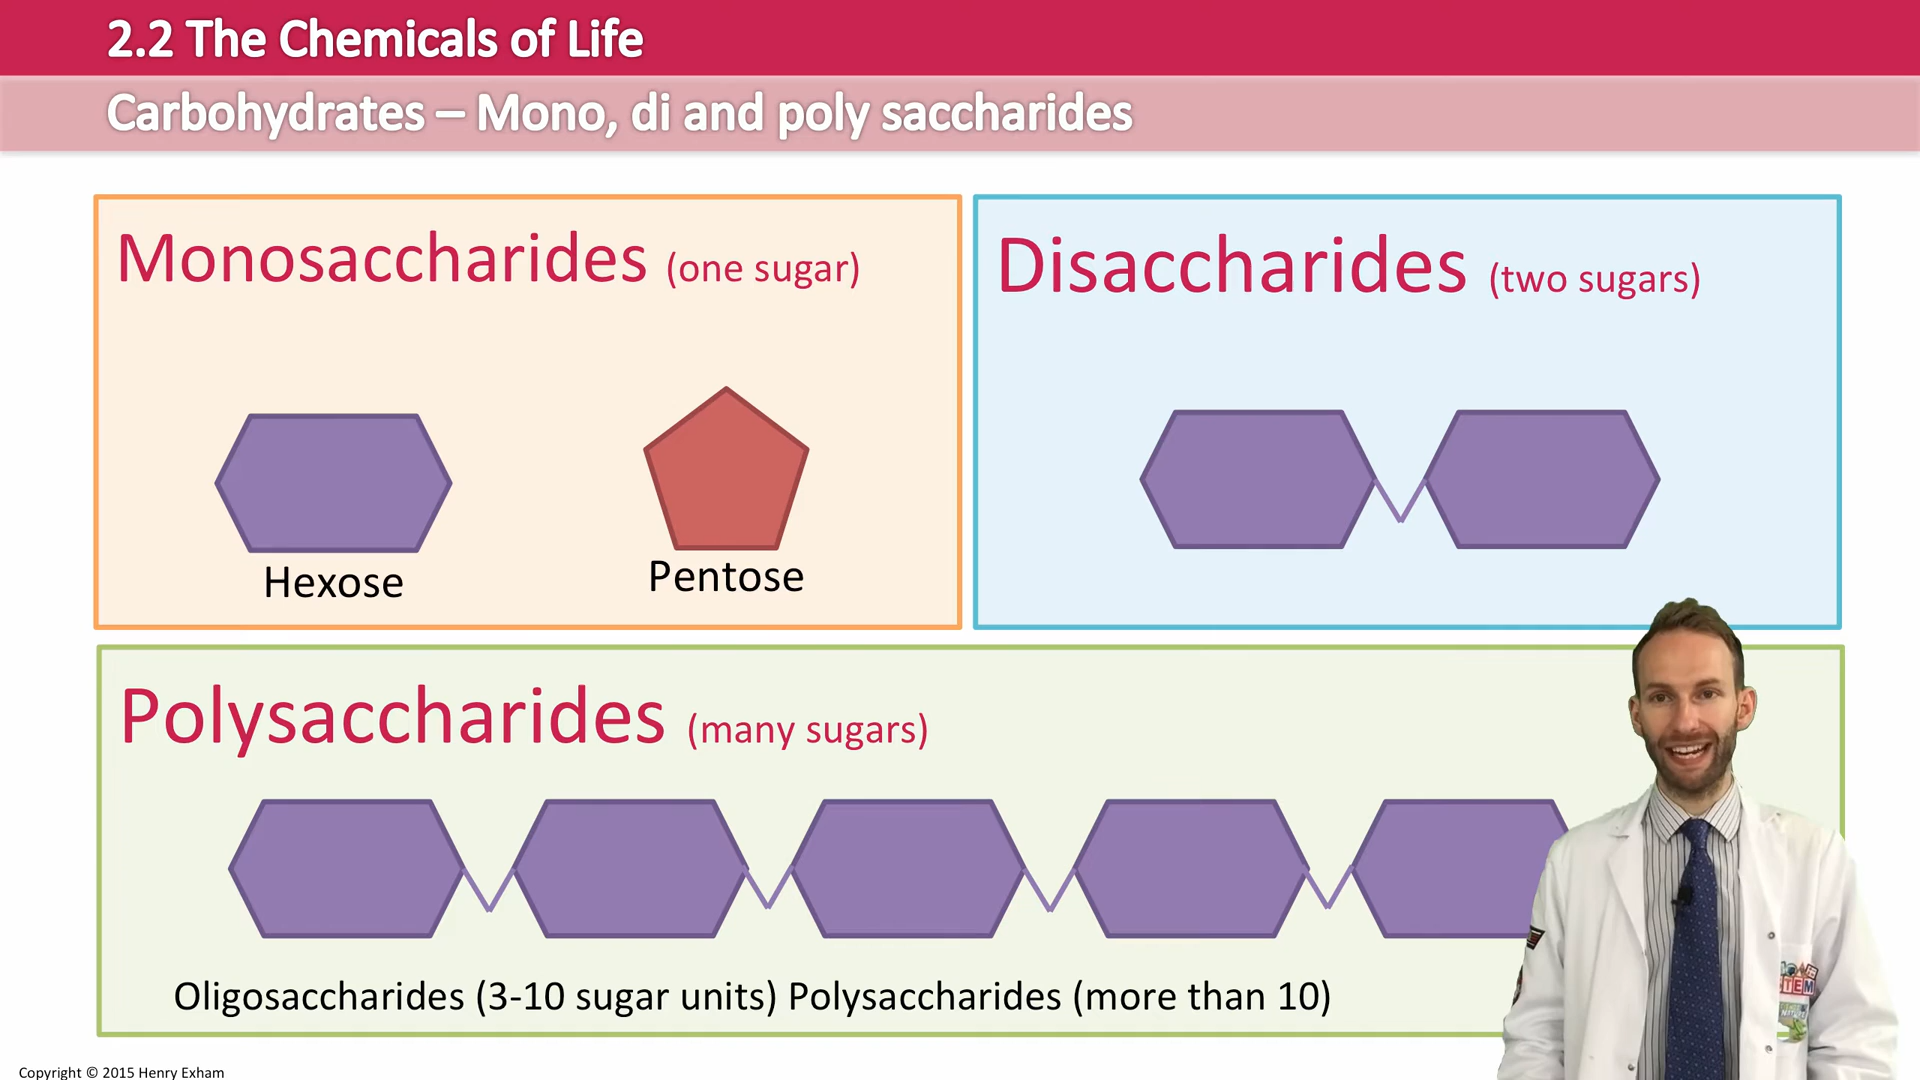 2.2 The Chemicals of Life
Carbohydrates – Mono, di and poly saccharides
Monosaccharides (one sugar)
Hexose
Pentose
Disaccharides (two sugars)
Polysaccharides (many sugars)
Oligosaccharides (3-10 sugar units) Polysaccharides (more than 10)
Copyright © 2015 Henry Exham